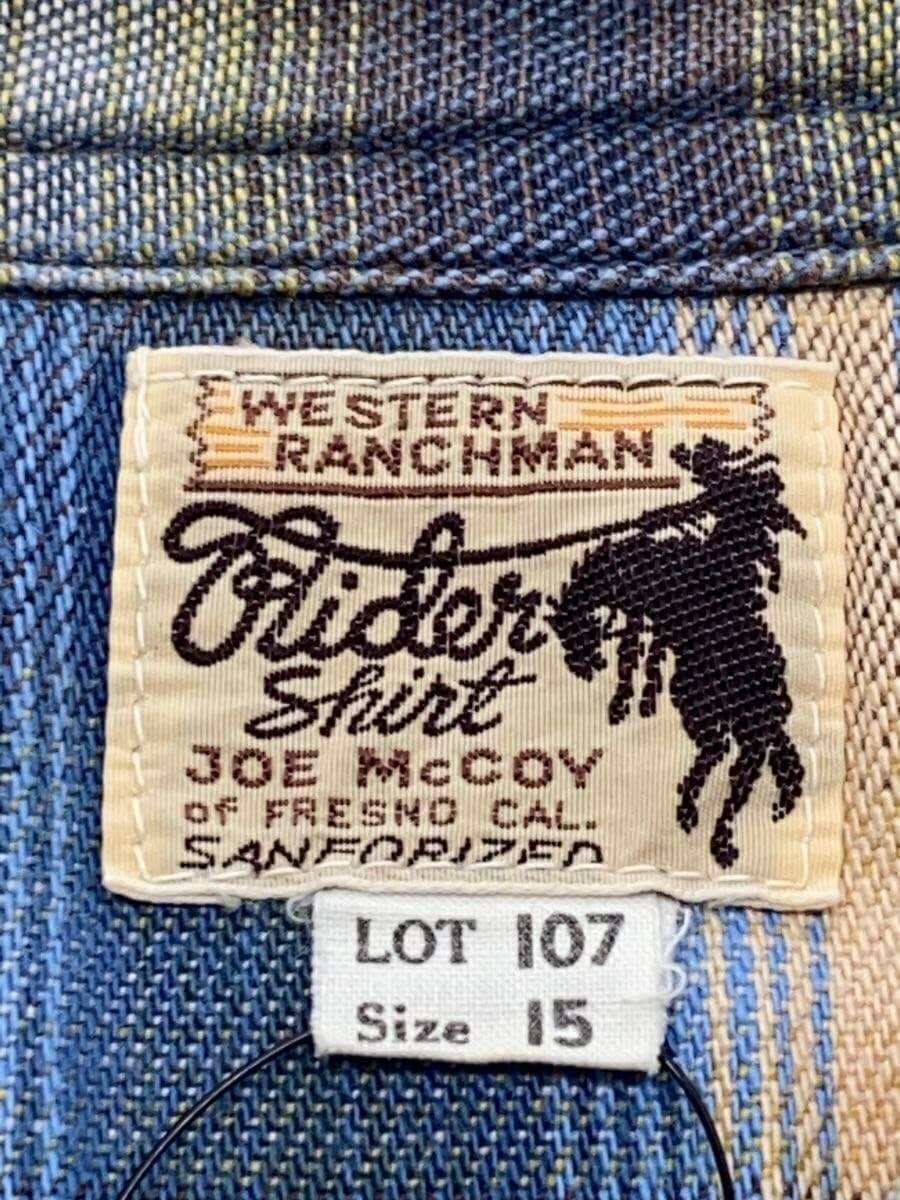 WESTERN
RANCHMAN
Rider
Shirt
JOE McCOY
of FRESNO CAL.
SANFORIZED
LOT 107
Size 15